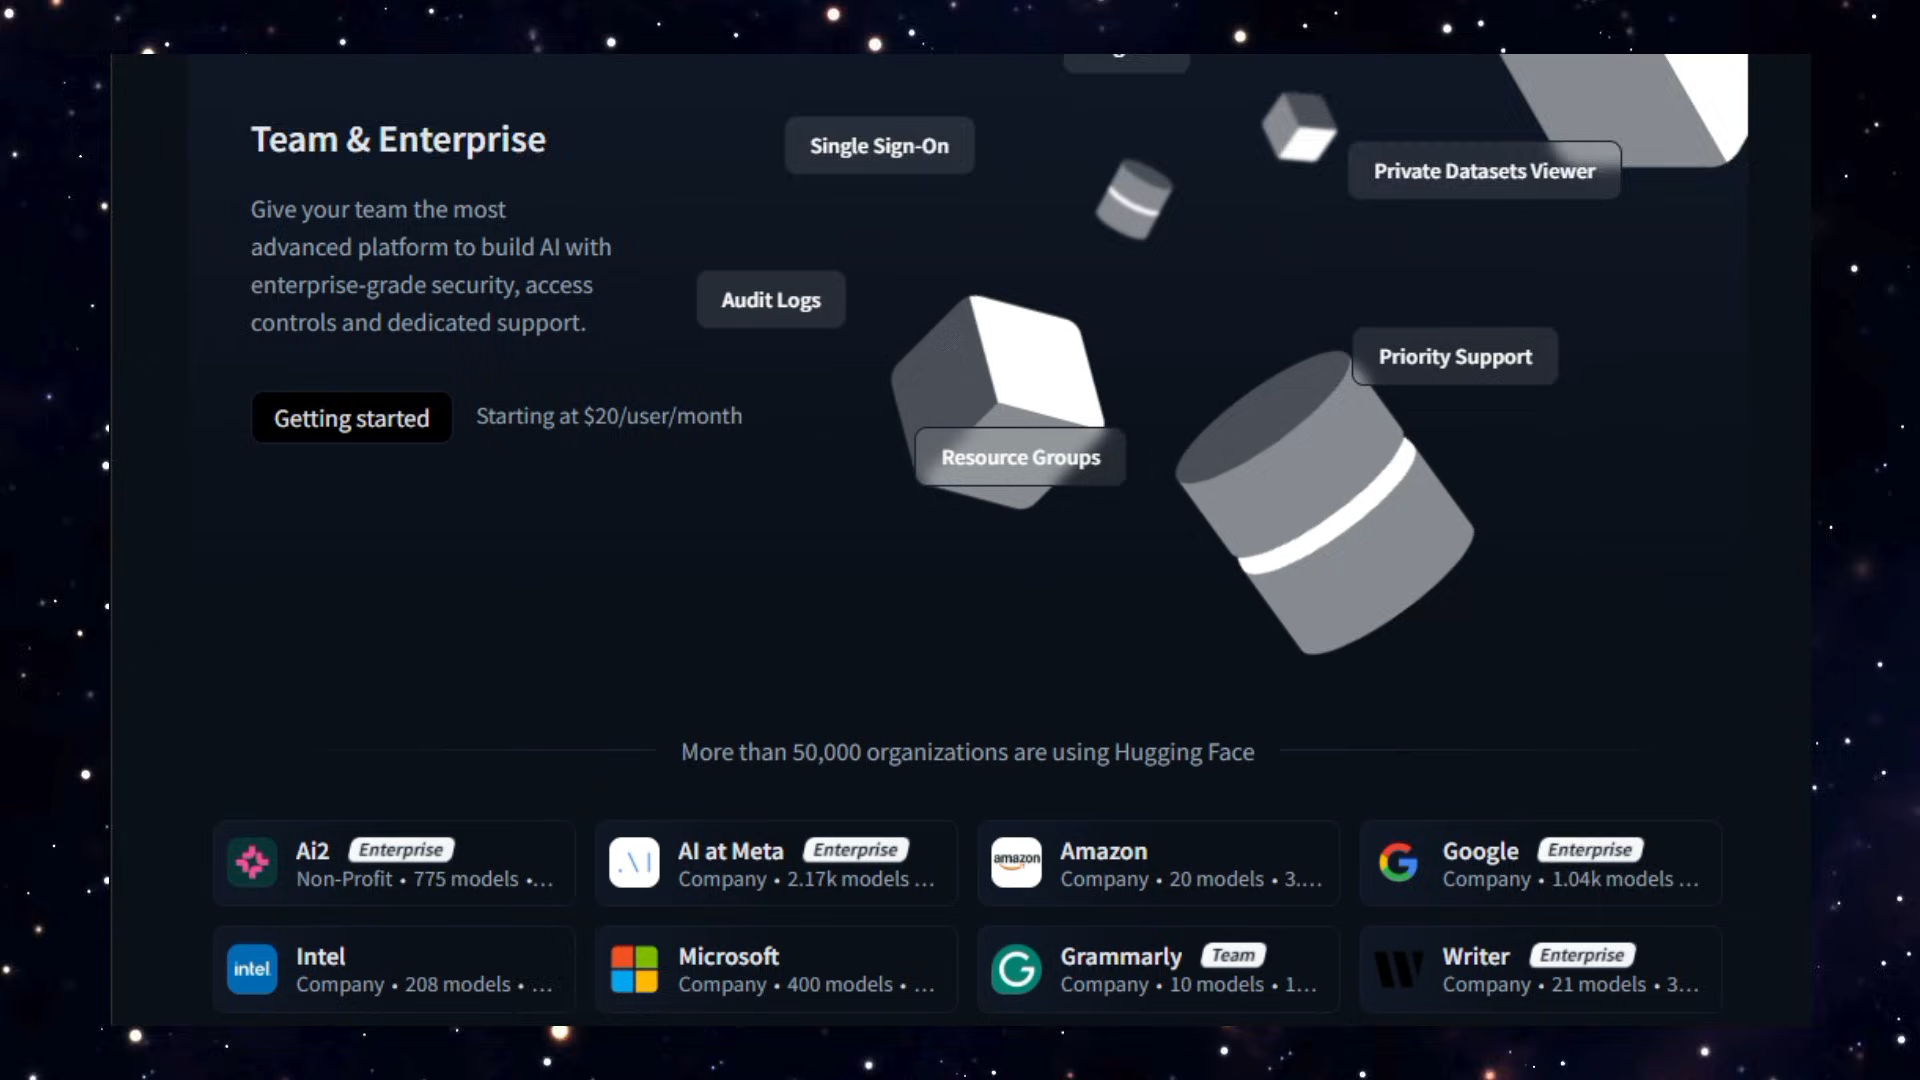 Team & Enterprise
Give your team the most
advanced platform to build AI with
enterprise-grade security, access
controls and dedicated support.
Getting started
Starting at $20/user/month
Single Sign-On
Private Datasets Viewer
Audit Logs
Priority Support
Resource Groups
More than 50,000 organizations are using Hugging Face
Ai2 Enterprise
Non-Profit • 775 models •...
AI at Meta Enterprise
Company • 2.17k models ...
amazon
Amazon
Company • 20 models • 3....
Google Enterprise
Company • 1.04k models ...
intel
Intel
Company • 208 models • ...
Microsoft
Company • 400 models • ...
Grammarly Team
Company • 10 models • 1...
Writer Enterprise
Company • 21 models • 3...